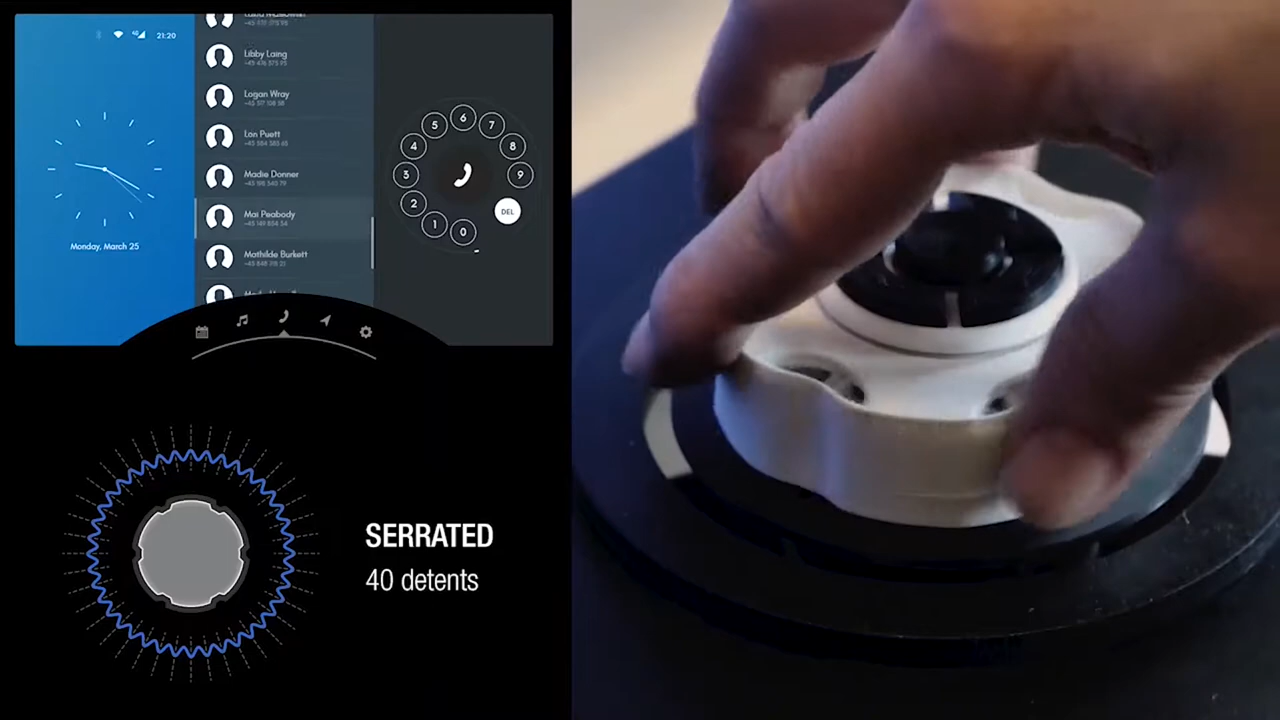 4G
21:20
Monday, March 25
Libby Laing
Logan Wray
Lon Puett
Madie Donner
Mai Peabody
Mathilde Burkett
6
5
7
4
8
3
9
2
DEL
1
0
SERRATED
40 detents